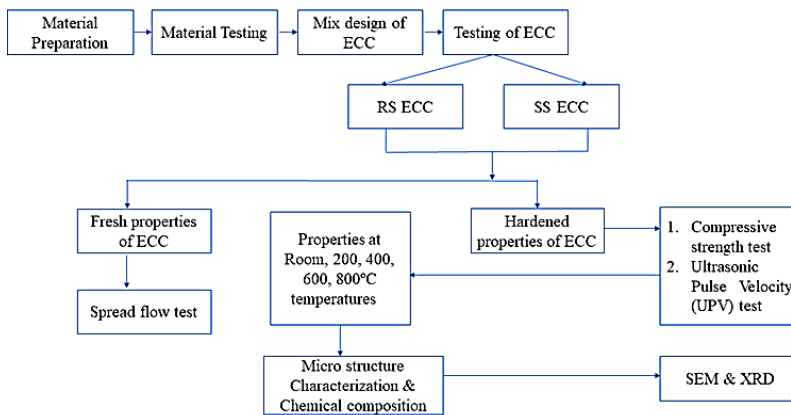 Material
Preparation
Material Testing
Mix design of
ECC
Testing of ECC
RS ECC
SS ECC
Fresh properties
of ECC
Spread flow test
Hardened
properties of ECC
1. Compressive
strength test
2. Ultrasonic
Pulse Velocity
(UPV) test
Properties at
Room, 200, 400,
600, 800°C
temperatures
Micro structure
Characterization &
Chemical composition
SEM & XRD